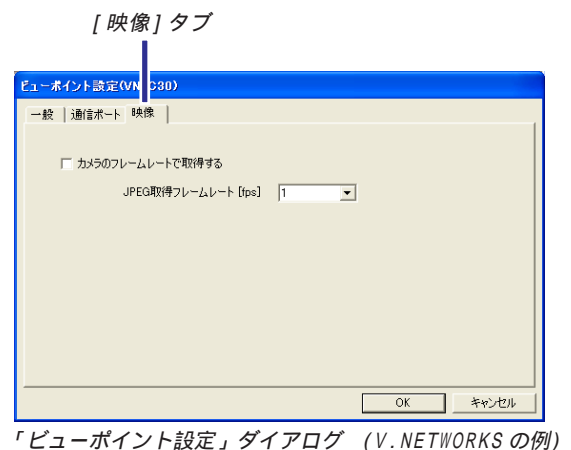 [映像]タブ
ビューポイント設定(VN-C30)
一般 通信ポート 映像
カメラのフレームレートで取得する
JPEG取得フレームレート [fps] 1
OK キャンセル
「ビューポイント設定」ダイアログ (V.NETWORKSの例)